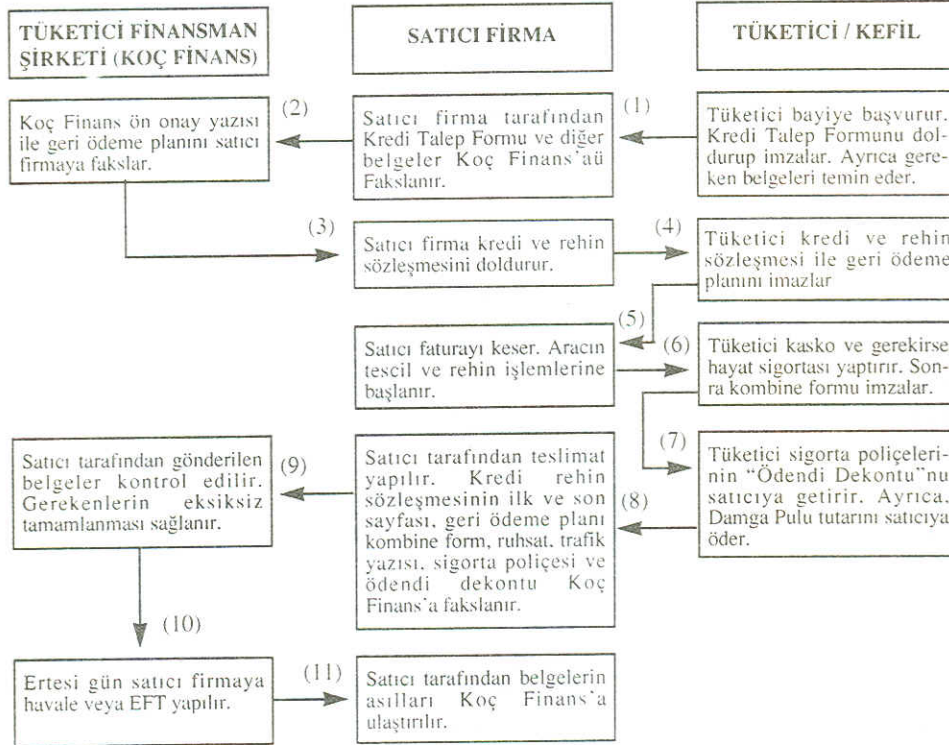 TÜKETİCİ FİNANSMAN
ŞİRKETİ (KOÇ FİNANS)
SATICI FİRMA
TÜKETİCİ / KEFİL
Koç Finans ön onay yazısı
ile geri ödeme planını satıcı
firmaya fakslar.
(2)
Satıcı firma tarafından
Kredi Talep Formu ve diğer
belgeler Koç Finans'aü
Fakslanır.
(1)
Tüketici bayiye başvurur.
Kredi Talep Formunu dol-
durup imzalar. Ayrıca gere-
ken belgeleri temin eder.
(3)
Satıcı firma kredi ve rehin
sözleşmesini doldurur.
(4)
Tüketici kredi ve rehin
sözleşmesi ile geri ödeme
planını imazlar
(5)
Satıcı faturayı keser. Aracın
tescil ve rehin işlemlerine
başlanır.
(6)
Tüketici kasko ve gerekirse
hayat sigortası yaptırır. Son-
ra kombine formu imzalar.
(7)
Satıcı tarafından gönderilen
belgeler kontrol edilir.
Gerekenlerin eksiksiz
tamamlanması sağlanır.
(9)
Satıcı tarafından teslimat
yapılır. Kredi rehin
sözleşmesinin ilk ve son
sayfası, geri ödeme planı
kombine form, ruhsat, trafik
yazısı, sigorta poliçesi ve
ödendi dekontu Koç
Finans'a fakslanır.
(8)
Tüketici sigorta poliçeleri-
nin "Ödendi Dekontu"nu
satıcıya getirir. Ayrıca,
Damga Pulu tutarını satıcıya
öder.
(10)
Ertesi gün satıcı firmaya
havale veya EFT yapılır.
(11)
Satıcı tarafından belgelerin
asılları Koç Finans'a
ulaştırılır.